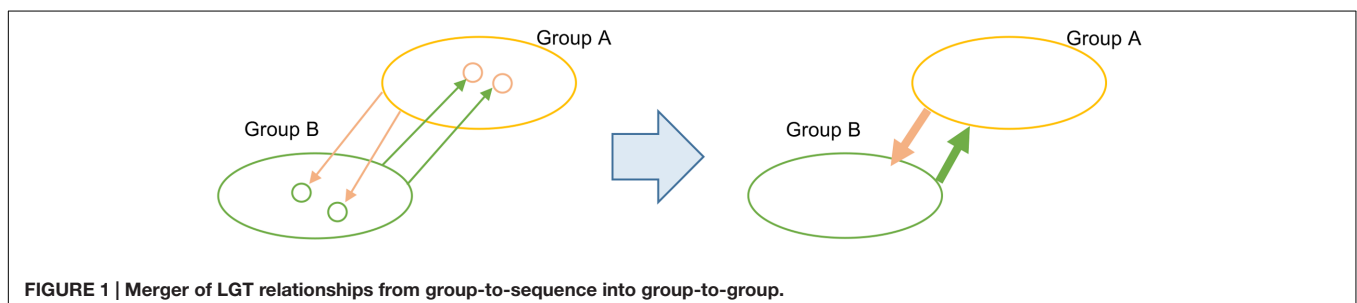 Group A
Group B
Group A
Group B
FIGURE 1 | Merger of LGT relationships from group-to-sequence into group-to-group.